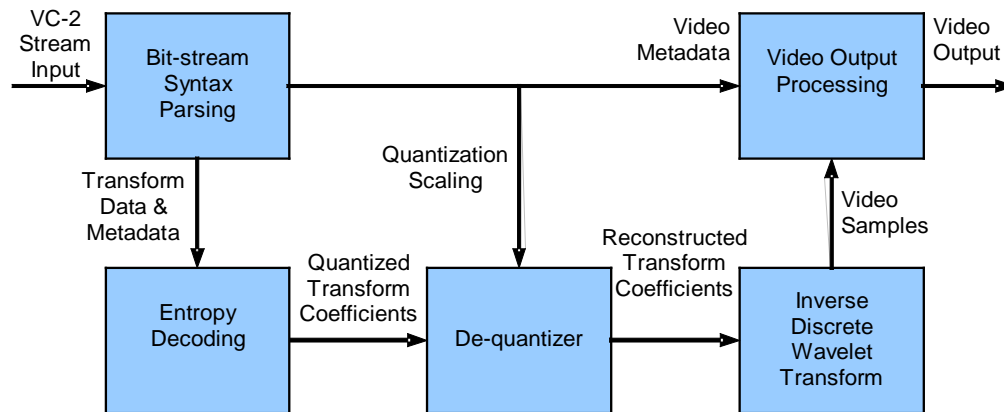 VC-2
Stream
Input
Bit-stream
Syntax
Parsing
Video
Metadata
Video Output
Processing
Video
Output
Transform
Data &
Metadata
Quantization
Scaling
Video
Samples
Entropy
Decoding
Quantized
Transform
Coefficients
De-quantizer
Reconstructed
Transform
Coefficients
Inverse
Discrete
Wavelet
Transform